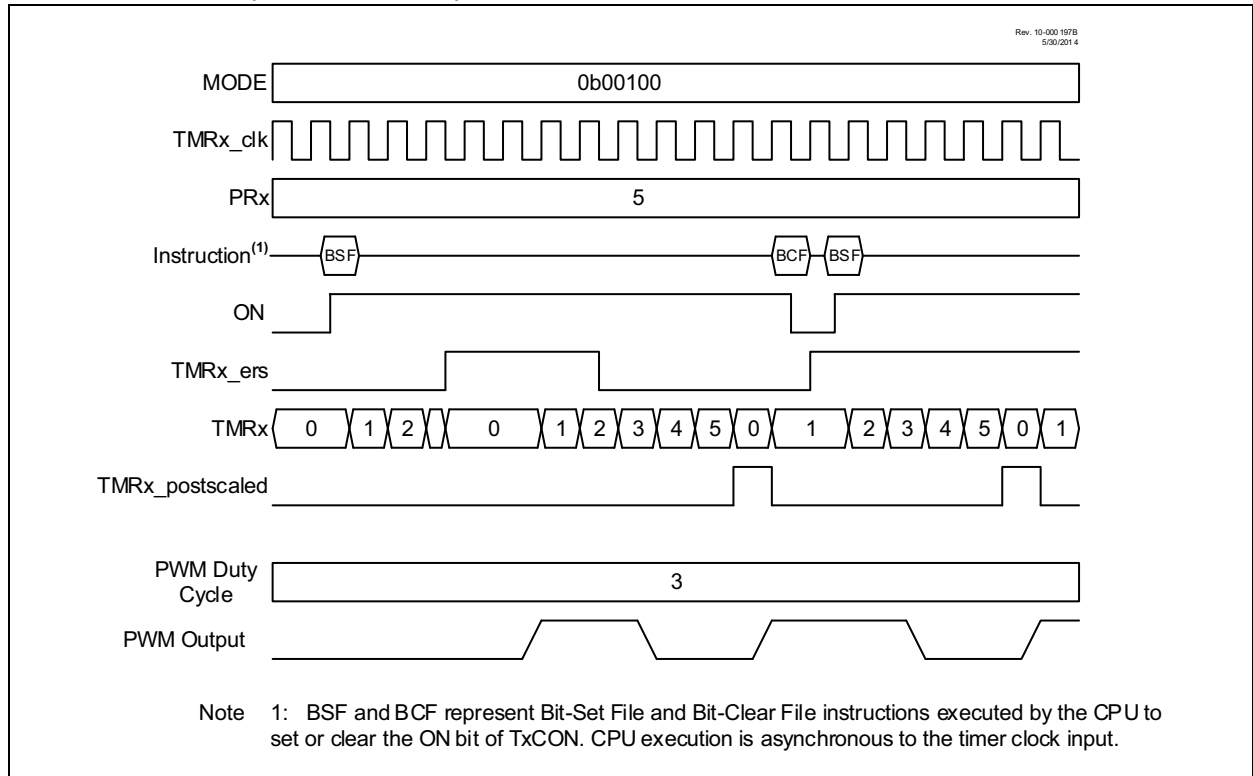 Rev. 10-000 197B
5/30/201 4
MODE 0b00100
TMRx_clk
PRx 5
Instruction(1) BSF BCF BSF
ON
TMRx_ers
TMRx 0 1 2 0 1 2 3 4 5 0 1 2 3 4 5 0 1
TMRx_postscaled
PWM Duty
Cycle 3
PWM Output
Note 1: BSF and BCF represent Bit-Set File and Bit-Clear File instructions executed by the CPU to
set or clear the ON bit of TxCON. CPU execution is asynchronous to the timer clock input.